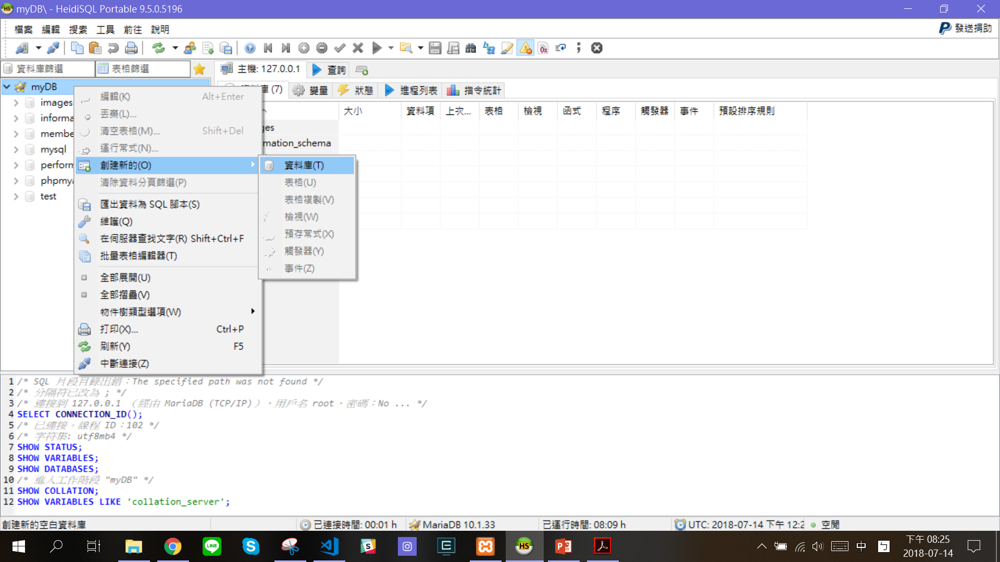 myDB\ - HeidiSQL Portable 9.5.0.5196
檔案 編輯 搜索 工具 前往 說明
發送捐助
資料庫篩選 表格篩選
主機: 127.0.0.1 查詢
(7) 變量 狀態 進程列表 指令統計
myDB
images
informa
membe
mysql
perform
phpmy
test
編輯(K) Alt+Enter
丟棄(L)...
清空表格(M)... Shift+Del
運行常式(N)...
創建新的(O)
清除資料分頁篩選(P)
匯出資料為 SQL 腳本(S)
維護(Q)
在伺服器查找文字(R) Shift+Ctrl+F
批量表格編輯器(T)
全部展開(U)
全部摺疊(V)
物件樹類型選項(W)
打印(X)... Ctrl+P
刷新(Y) F5
中斷連接(Z)
資料庫(T)
表格(U)
表格複製(V)
檢視(W)
預存常式(X)
觸發器(Y)
事件(Z)
大小 資料項 上次... 表格 檢視 函式 程序 觸發器 事件 預設排序規則
ges
mation_schema
1 /* SQL 片段目錄出錯：The specified path was not found */
2 /* 分隔符已改為 ; */
3 /* 連接到 127.0.0.1 （經由 MariaDB (TCP/IP)），用戶名 root，密碼：No ... */
4 SELECT CONNECTION_ID();
5 /* 已連接。線程 ID：102 */
6 /* 字符集: utf8mb4 */
7 SHOW STATUS;
8 SHOW VARIABLES;
9 SHOW DATABASES;
10 /* 進入工作階段 "myDB" */
11 SHOW COLLATION;
12 SHOW VARIABLES LIKE 'collation_server';
創建新的空白資料庫 已連接時間: 00:01 h MariaDB 10.1.33 已運行時間: 08:09 h UTC: 2018-07-14 下午 12:2 空閒
中
下午 08:25
2018-07-14